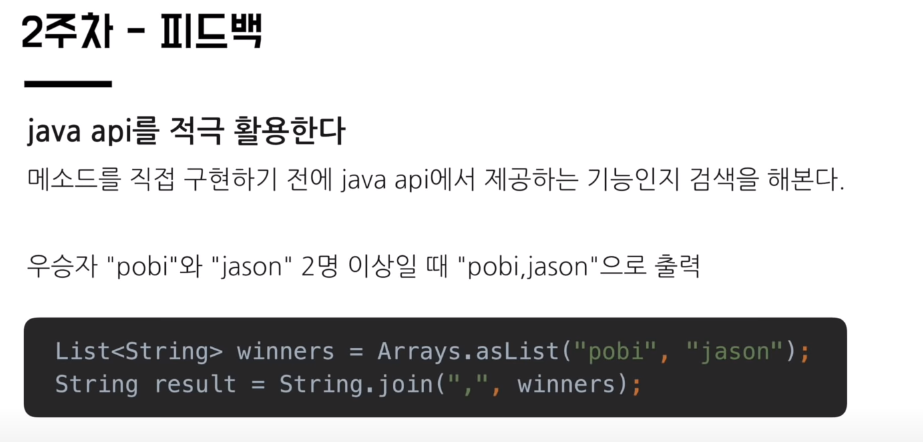 2주차 - 피드백
java api를 적극 활용한다
메소드를 직접 구현하기 전에 java api에서 제공하는 기능인지 검색을 해본다.
우승자 "pobi"와 "jason" 2명 이상일 때 "pobi,jason"으로 출력
List<String> winners = Arrays.asList("pobi", "jason");
String result = String.join(",", winners);